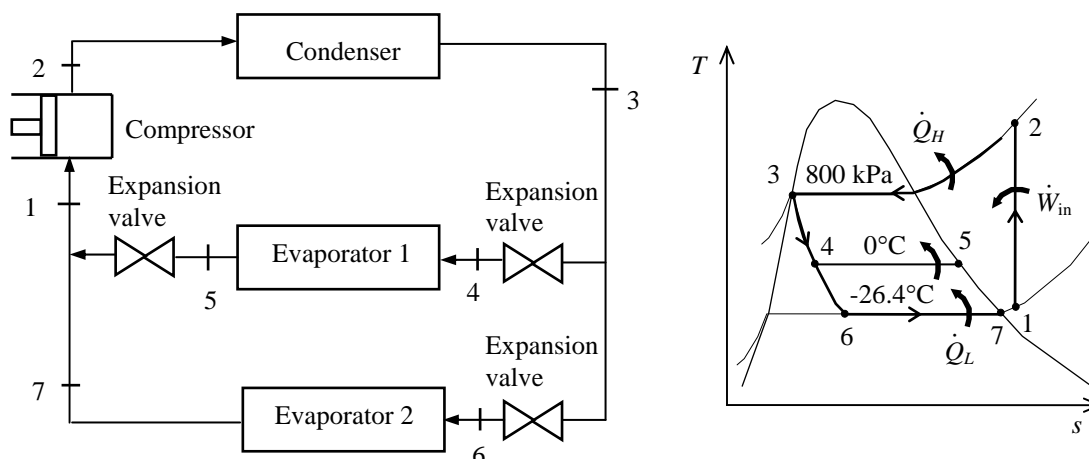 2
Condenser
3
Compressor
1
Expansion
valve
Expansion
valve
Evaporator 1
5
4
7
Expansion
valve
Evaporator 2
6
T
Q̇H
2
3
800 kPa
Ẇin
4
0°C
5
-26.4°C
6
7
1
Q̇L
s